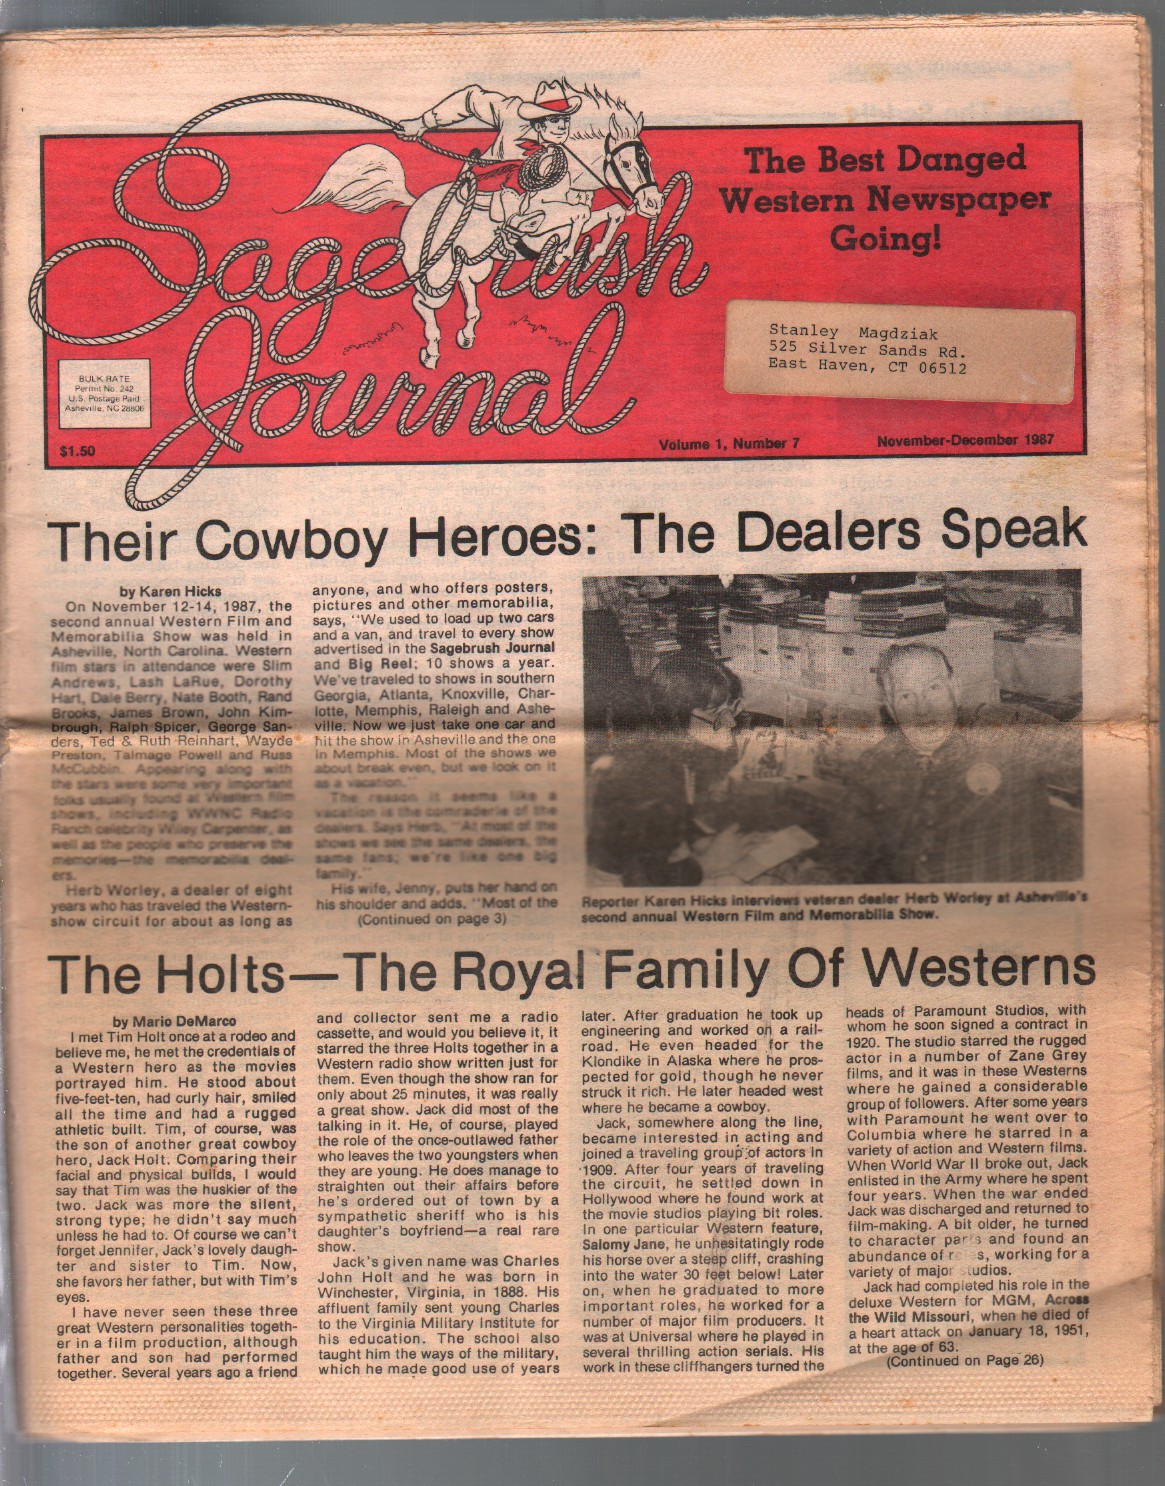 Sagebrush
Journal
The Best Danged
Western Newspaper
Going!
Stanley Magdziak
525 Silver Sands Rd.
East Haven, CT 06512
BULK RATE
Permit No. 242
U.S. Postage Paid
Asheville, NC 28806
$1.50
Volume 1, Number 7
November-December 1987
Their Cowboy Heroes: The Dealers Speak
by Karen Hicks
On November 12-14, 1987, the
second annual Western Film and
Memorabilia Show was held in
Asheville, North Carolina. Western
film stars in attendance were Slim
Andrews, Lash LaRue, Dorothy
Hart, Dale Berry, Nate Booth, Rand
Brooks, James Brown, John Kim-
brough, Ralph Spicer, George San-
ders, Ted & Ruth Reinhart, Wayde
Preston, Talmage Powell and Russ
McCubbin. Appearing along with
the stars were some very important
folks usually found at Western film
shows, including WWNC Radio
Ranch celebrity Wiley Carpenter, as
well as the people who preserve the
memories—the memorabilia deal-
ers.
Herb Worley, a dealer of eight
years who has traveled the Western-
show circuit for about as long as
anyone, and who offers posters,
pictures and other memorabilia,
says, "We used to load up two cars
and a van, and travel to every show
advertised in the Sagebrush Journal
and Big Reel; 10 shows a year.
We've traveled to shows in southern
Georgia, Atlanta, Knoxville, Char-
lotte, Memphis, Raleigh and Ashe-
ville. Now we just take one car and
hit the show in Asheville and the one
in Memphis. Most of the shows we
about break even, but we look on it
as a vacation."
The reason it seems like a
vacation is the comraderie of the
dealers. Says Herb, "At most of the
shows we see the same dealers, the
same fans; we're like one big
family."
His wife, Jenny, puts her hand on
his shoulder and adds, "Most of the
(Continued on page 3)
Reporter Karen Hicks interviews veteran dealer Herb Worley at Asheville's
second annual Western Film and Memorabilia Show.
The Holts—The Royal Family Of Westerns
by Mario DeMarco
I met Tim Holt once at a rodeo and
believe me, he met the credentials of
a Western hero as the movies
portrayed him. He stood about
five-feet-ten, had curly hair, smiled
all the time and had a rugged
athletic built. Tim, of course, was
the son of another great cowboy
hero, Jack Holt. Comparing their
facial and physical builds, I would
say that Tim was the huskier of the
two. Jack was more the silent,
strong type; he didn't say much
unless he had to. Of course we can't
forget Jennifer, Jack's lovely daugh-
ter and sister to Tim. Now,
she favors her father, but with Tim's
eyes.
I have never seen these three
great Western personalities togeth-
er in a film production, although
father and son had performed
together. Several years ago a friend
and collector sent me a radio
cassette, and would you believe it, it
starred the three Holts together in a
Western radio show written just for
them. Even though the show ran for
only about 25 minutes, it was really
a great show. Jack did most of the
talking in it. He, of course, played
the role of the once-outlawed father
who leaves the two youngsters when
they are young. He does manage to
straighten out their affairs before
he's ordered out of town by a
sympathetic sheriff who is his
daughter's boyfriend—a real rare
show.
Jack's given name was Charles
John Holt and he was born in
Winchester, Virginia, in 1888. His
affluent family sent young Charles
to the Virginia Military Institute for
his education. The school also
taught him the ways of the military,
which he made good use of years
later. After graduation he took up
engineering and worked on a rail-
road. He even headed for the
Klondike in Alaska where he pros-
pected for gold, though he never
struck it rich. He later headed west
where he became a cowboy.
Jack, somewhere along the line,
became interested in acting and
joined a traveling group of actors in
1909. After four years of traveling
the circuit, he settled down in
Hollywood where he found work at
the movie studios playing bit roles.
In one particular Western feature,
Salomy Jane, he unhesitatingly rode
his horse over a steep cliff, crashing
into the water 30 feet below! Later
on, when he graduated to more
important roles, he worked for a
number of major film producers. It
was at Universal where he played in
several thrilling action serials. His
work in these cliffhangers turned the
heads of Paramount Studios, with
whom he soon signed a contract in
1920. The studio starred the rugged
actor in a number of Zane Grey
films, and it was in these Westerns
where he gained a considerable
group of followers. After some years
with Paramount he went over to
Columbia where he starred in a
variety of action and Western films.
When World War II broke out, Jack
enlisted in the Army where he spent
four years. When the war ended
Jack was discharged and returned to
film-making. A bit older, he turned
to character parts and found an
abundance of working for a
variety of major studios.
Jack had completed his role in the
deluxe Western for MGM, Across
the Wild Missouri, when he died of
a heart attack on January 18, 1951,
at the age of 63.
(Continued on Page 26)